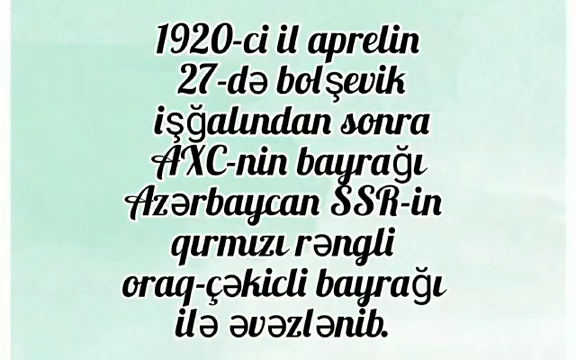 1920-ci il aprelin
27-də bolşevik
işğalından sonra
AXC-nin bayrağı
Azərbaycan SSR-in
qırmızı rəngli
oraq-çəkicli bayrağı
ilə əvəzlənib.